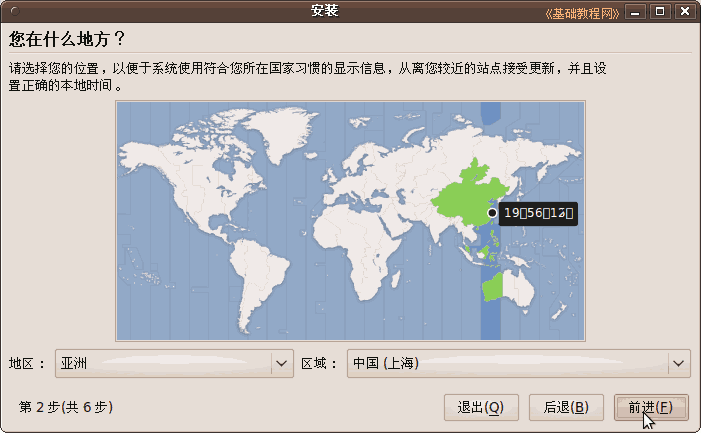 安装
《基础教程网》
您在什么地方？
请选择您的位置，以便于系统使用符合您所在国家习惯的显示信息，从离您较近的站点接受更新，并且设
置正确的本地时间。
19▯56▯12▯
地区： 亚洲 区域： 中国 (上海)
第 2 步(共 6 步) 退出(Q) 后退(B) 前进(F)